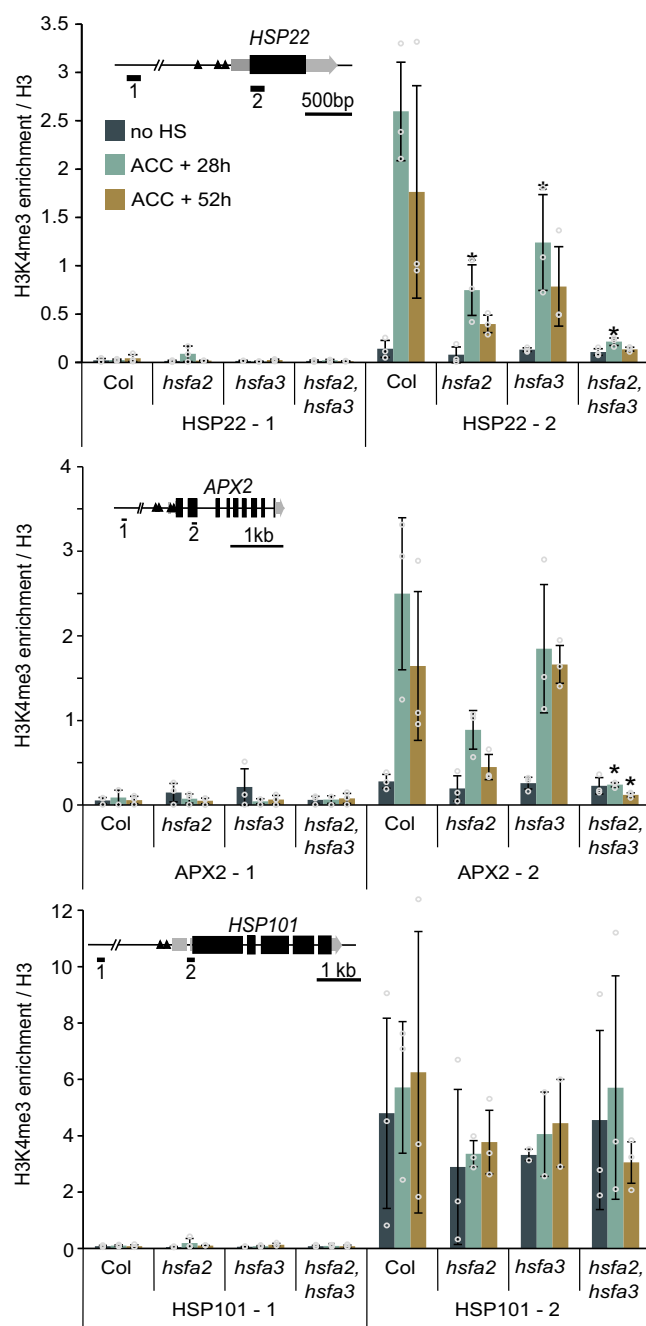 H3K4me3 enrichment / H3
3.5
3
2.5
2
1.5
1
0.5
0
HSP22
1
2
500bp
no HS
ACC + 28h
ACC + 52h
*
*
*
Col
hsfa2
hsfa3
hsfa2,
hsfa3
Col
hsfa2
hsfa3
hsfa2,
hsfa3
HSP22 - 1
HSP22 - 2
H3K4me3 enrichment / H3
4
3
2
1
0
APX2
1
2
1kb
*
*
Col
hsfa2
hsfa3
hsfa2,
hsfa3
Col
hsfa2
hsfa3
hsfa2,
hsfa3
APX2 - 1
APX2 - 2
H3K4me3 enrichment / H3
12
10
8
6
4
2
0
HSP101
1
2
1 kb
Col
hsfa2
hsfa3
hsfa2,
hsfa3
Col
hsfa2
hsfa3
hsfa2,
hsfa3
HSP101 - 1
HSP101 - 2